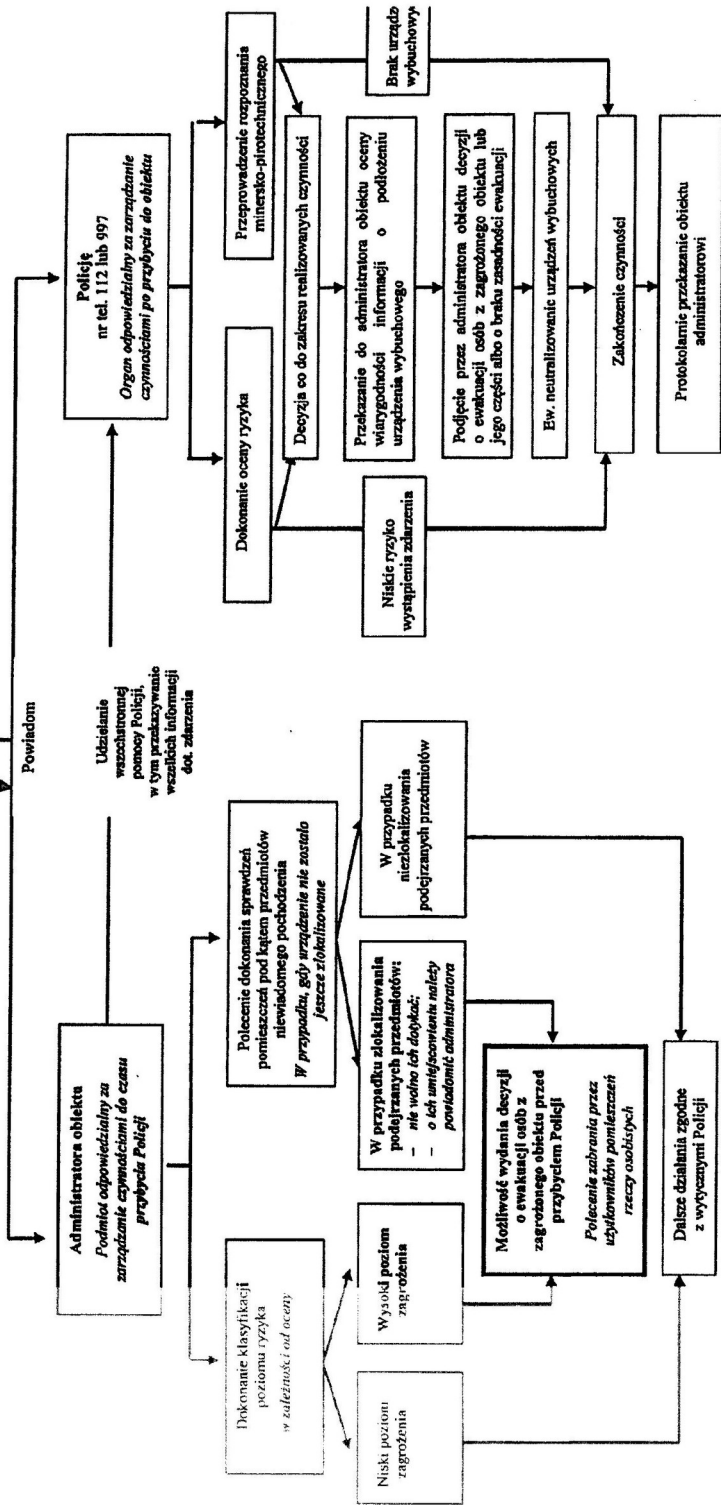 Powiadom
Administratora obiektu
Podmiot odpowiedzialny za
zarządzanie czynnościami do czasu
przybycia Policji
Udzielanie
wszechstronnej
pomocy Policji,
w tym przekazywanie
wszelkich informacji
dot. zdarzenia
Policję
nr tel. 112 lub 997
Organ odpowiedzialny za zarządzanie
czynnościami po przybyciu do obiektu
Dokonanie klasyfikacji
poziomu ryzyka
w zależności od oceny
Polecenie dokonania sprawdzeń
pomieszczeń pod kątem przedmiotów
niewiadomego pochodzenia
W przypadku, gdy urządzenie nie zostało
jeszcze zlokalizowane
Niski poziom
zagrożenia
Wysoki poziom
zagrożenia
W przypadku zlokalizowania
podejrzanych przedmiotów:
– nie wolno ich dotykać;
– o ich umiejscowieniu należy
powiadomić administratora
W przypadku
niezlokalizowania
podejrzanych przedmiotów
Możliwość wydania decyzji
o ewakuacji osób z
zagrożonego obiektu przed
przybyciem Policji
Polecenie zabrania przez
użytkowników pomieszczeń
rzeczy osobistych
Dalsze działania zgodne
z wytycznymi Policji
Dokonanie oceny ryzyka
Przeprowadzenie rozpoznania
minersko-pirotechnicznego
Decyzja co do zakresu realizowanych czynności
Niskie ryzyko
wystąpienia zdarzenia
Przekazanie do administratora obiektu oceny
wiarygodności informacji o podłożeniu
urządzenia wybuchowego
Brak urządz
wybuchowy
Podjęcie przez administratora obiektu decyzji
o ewakuacji osób z zagrożonego obiektu lub
jego części albo o braku zasadności ewakuacji
Ew. neutralizowanie urządzeń wybuchowych
Zakończenie czynności
Protokolarnie przekazanie obiektu
administratorowi